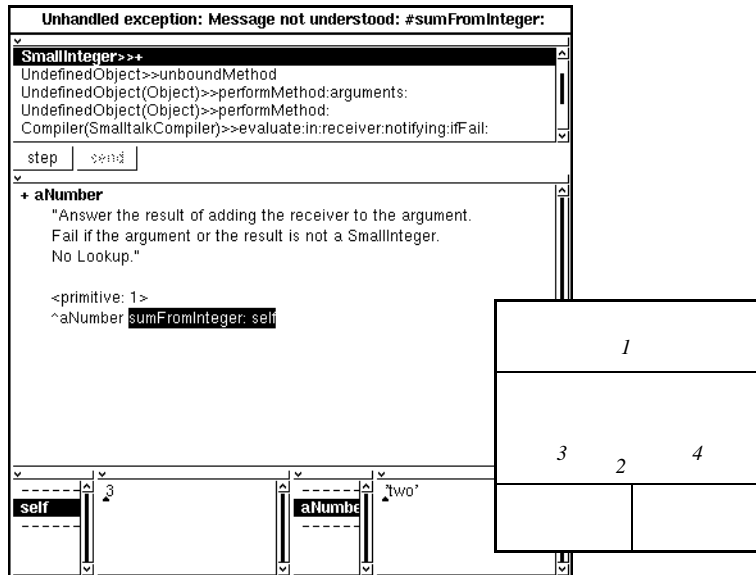 Unhandled exception: Message not understood: #sumFromInteger:
SmallInteger>>+
UndefinedObject>>unboundMethod
UndefinedObject(Object)>>performMethod:arguments:
UndefinedObject(Object)>>performMethod:
Compiler(SmalltalkCompiler)>>evaluate:in:receiver:notifying:ifFail:
step send
+ aNumber
"Answer the result of adding the receiver to the argument.
Fail if the argument or the result is not a SmallInteger.
No Lookup."
<primitive: 1>
^aNumber sumFromInteger: self
1
3 2 4
------- 3 ------- 'two'
self aNumbe
------- -------